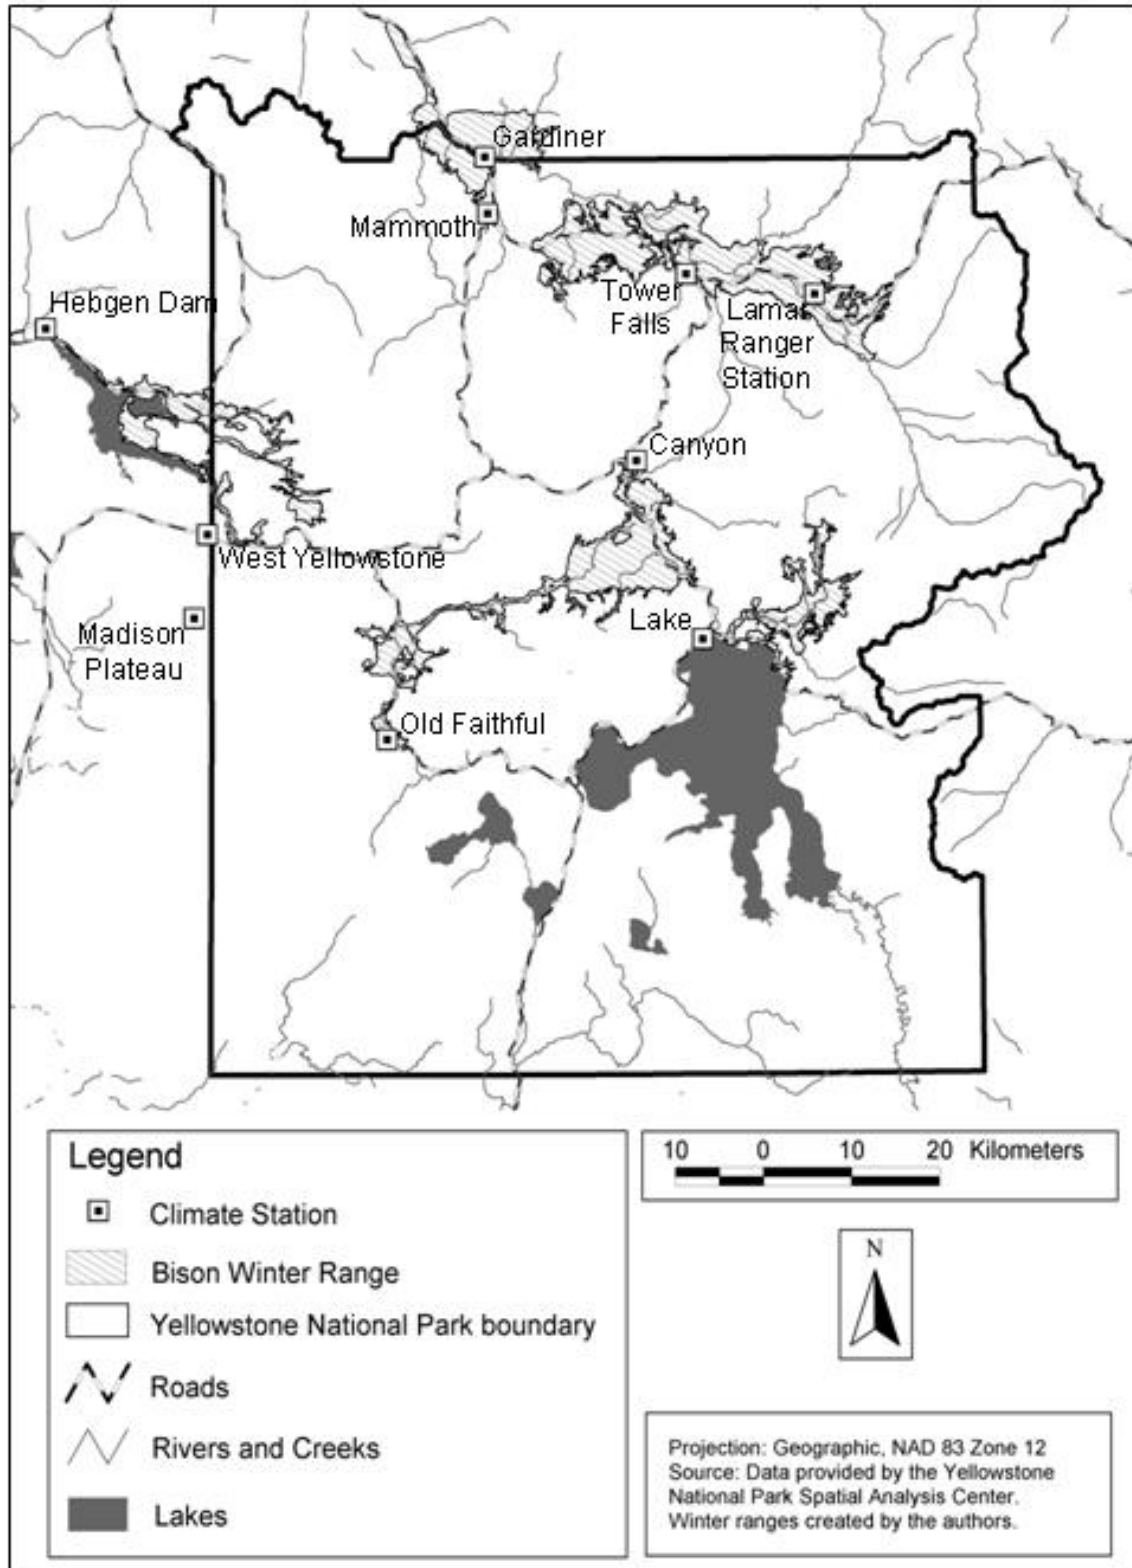 Gardiner
Mammoth
Hebgen Dam
Tower
Falls
Lamar
Ranger
Station
Canyon
West Yellowstone
Madison
Plateau
Lake
Old Faithful
Legend
Climate Station
Bison Winter Range
Yellowstone National Park boundary
Roads
Rivers and Creeks
Lakes
10 0 10 20 Kilometers
N
Projection: Geographic, NAD 83 Zone 12
Source: Data provided by the Yellowstone
National Park Spatial Analysis Center.
Winter ranges created by the authors.